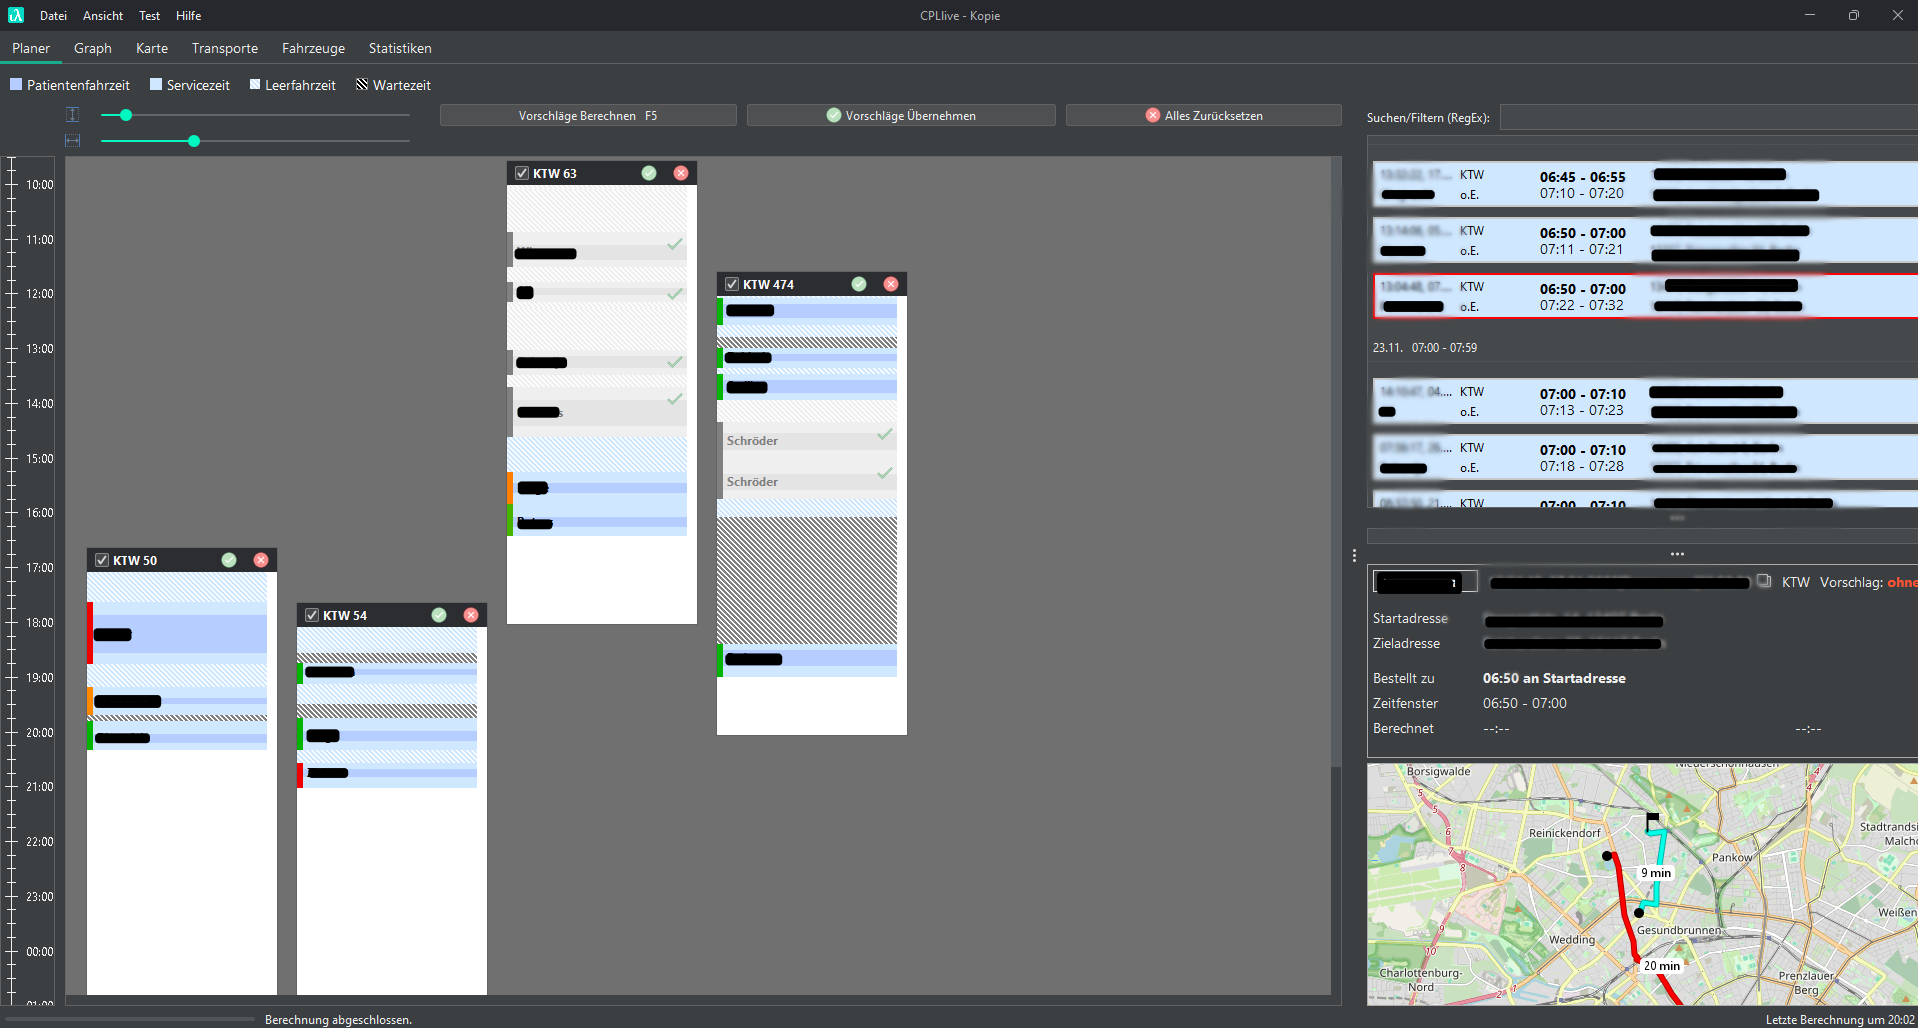 Datei Ansicht Test Hilfe
CPLlive - Kopie
Planer Graph Karte Transporte Fahrzeuge Statistiken
Patientenfahrzeit Servicezeit Leerfahrzeit Wartezeit
Vorschläge Berechnen F5
Vorschläge Übernehmen
Alles Zurücksetzen
Suchen/Filtern (RegEx):
10:00
11:00
12:00
13:00
14:00
15:00
16:00
17:00
18:00
19:00
20:00
21:00
22:00
23:00
00:00
01:00
KTW 63
KTW 474
Schröder
Schröder
KTW 50
KTW 54
KTW 06:45 - 06:55
o.E. 07:10 - 07:20
KTW 06:50 - 07:00
o.E. 07:11 - 07:21
KTW 06:50 - 07:00
o.E. 07:22 - 07:32
23.11. 07:00 - 07:59
KTW 07:00 - 07:10
o.E. 07:13 - 07:23
KTW 07:00 - 07:10
o.E. 07:18 - 07:28
KTW 07:00 - 07:10
KTW Vorschlag: ohne
Startadresse
Zieladresse
Bestellt zu 06:50 an Startadresse
Zeitfenster 06:50 - 07:00
Berechnet --:-- --:--
Borsigwalde
Niederschönhausen
Reinickendorf
Stadtrandsi
Malcho
Pankow
9 min
Weißen
Gesundbrunnen
Wedding
20 min
Charlottenburg-
Nord
Prenzlauer
Berg
Berechnung abgeschlossen.
Letzte Berechnung um 20:02